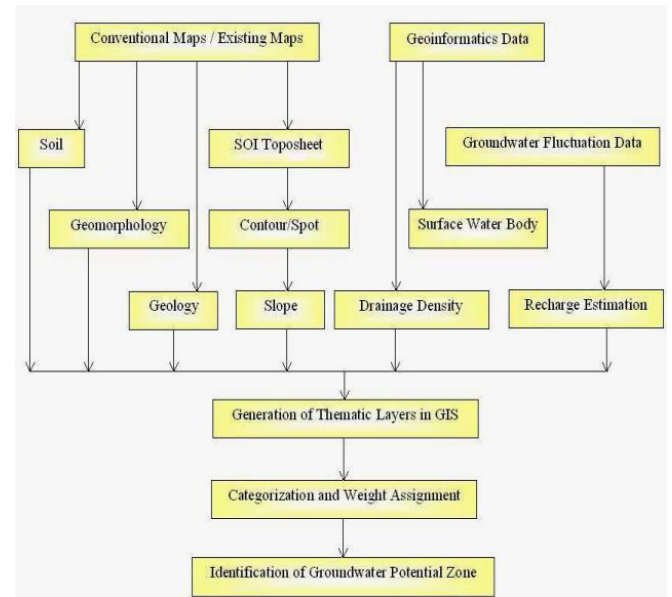 Conventional Maps / Existing Maps
Geoinformatics Data
Soil
SOI Toposheet
Groundwater Fluctuation Data
Geomorphology
Contour/Spot
Surface Water Body
Geology
Slope
Drainage Density
Recharge Estimation
Generation of Thematic Layers in GIS
Categorization and Weight Assignment
Identification of Groundwater Potential Zone